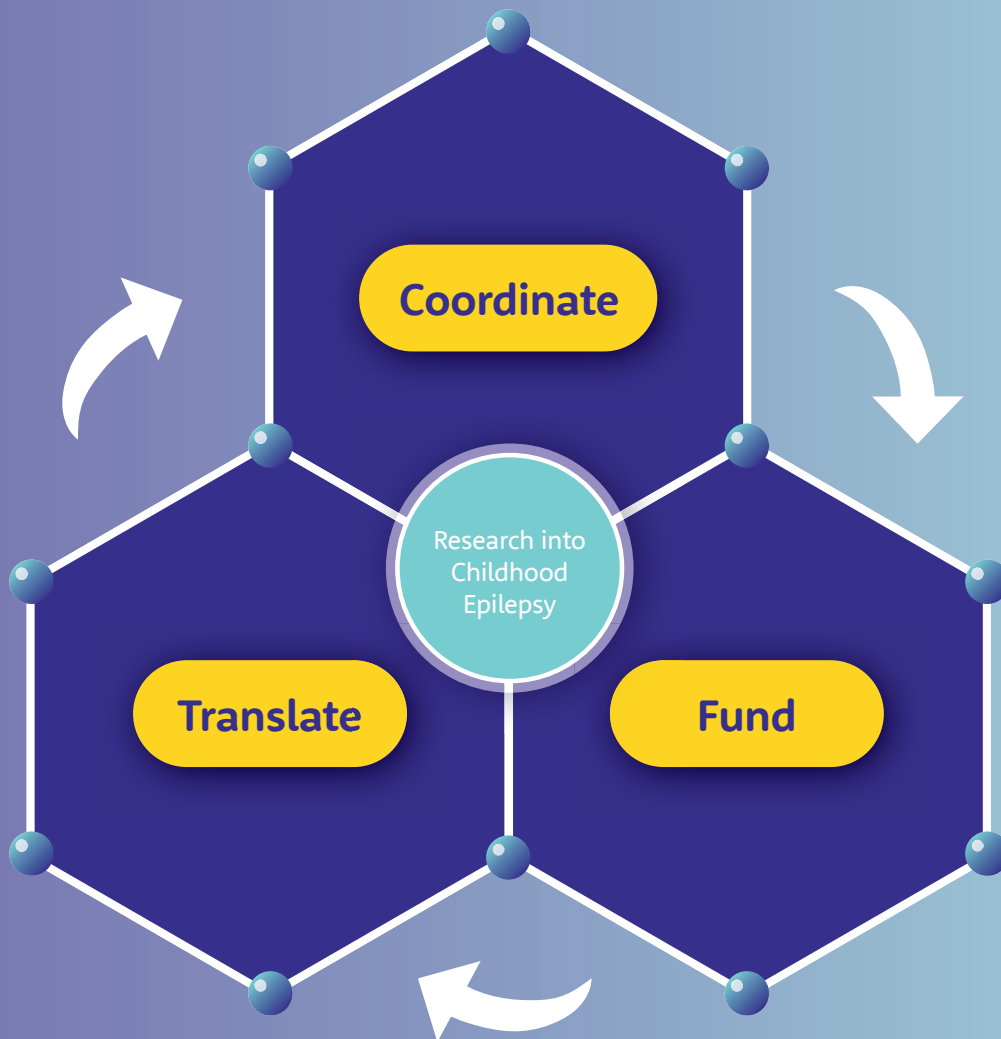 Coordinate
Research into
Childhood
Epilepsy
Translate
Fund